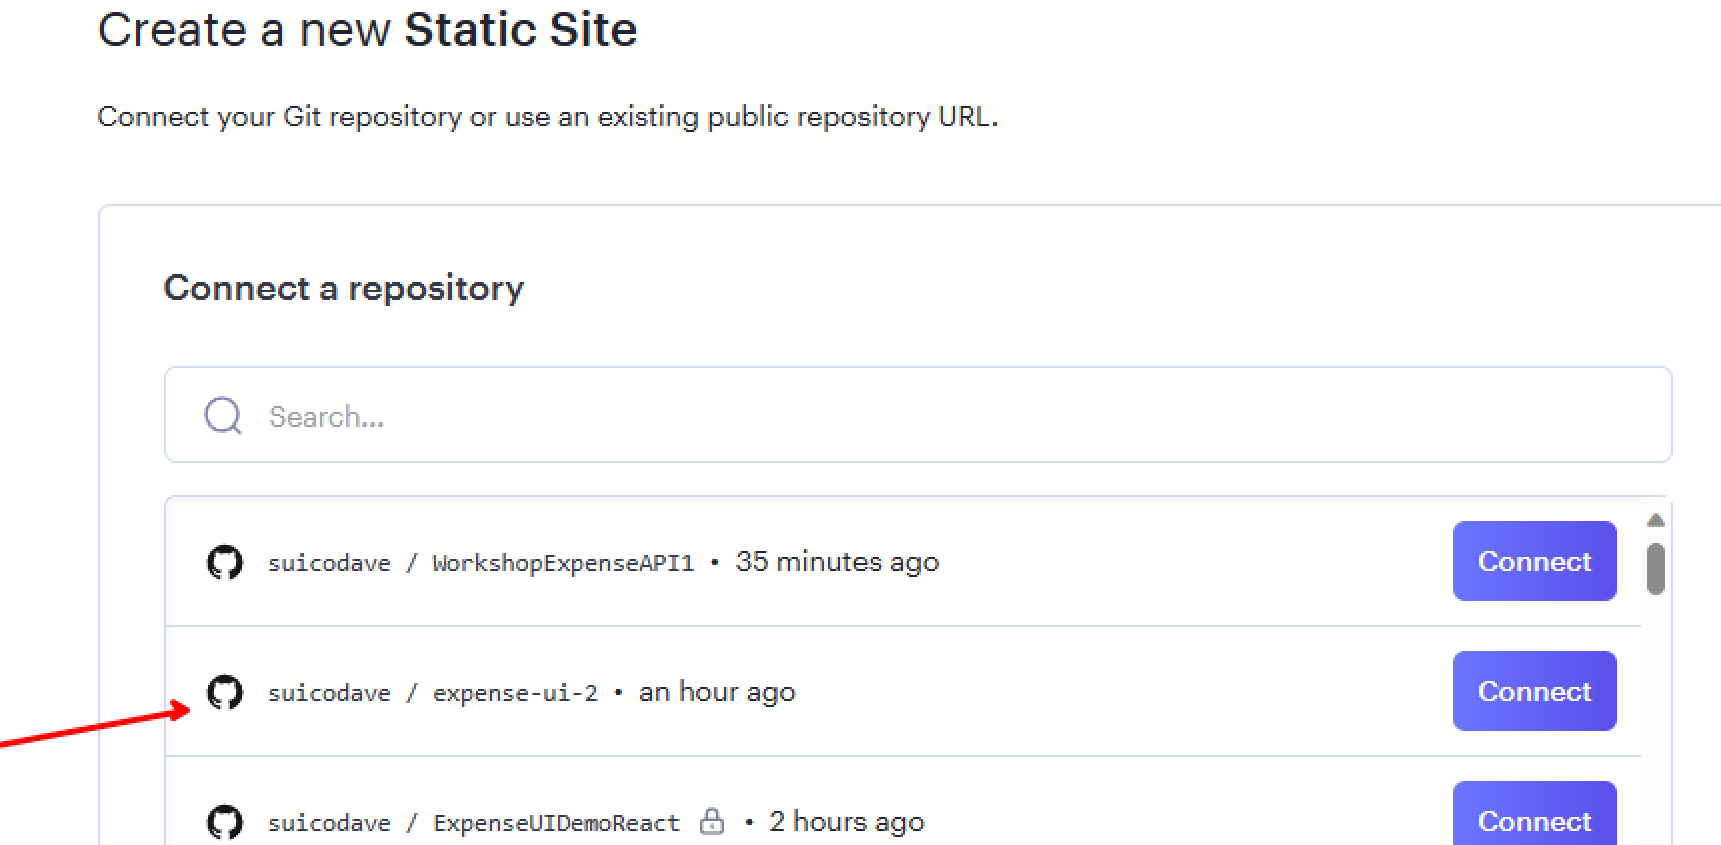 Create a new Static Site
Connect your Git repository or use an existing public repository URL.
Connect a repository
Search...
suicodave / WorkshopExpenseAPI1 • 35 minutes ago Connect
suicodave / expense-ui-2 • an hour ago Connect
suicodave / ExpenseUIDemoReact • 2 hours ago Connect